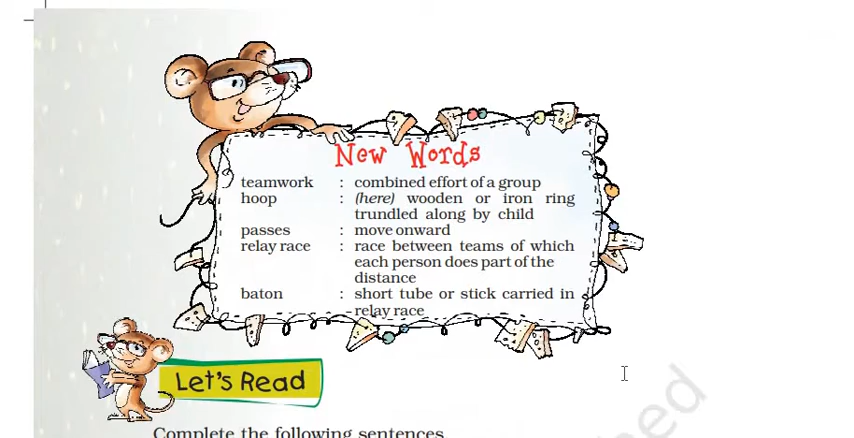 New Words
teamwork : combined effort of a group
hoop : (here) wooden or iron ring
trundled along by child
passes : move onward
relay race : race between teams of which
each person does part of the
distance
baton : short tube or stick carried in
relay race
Let's Read
Complete the following sentences